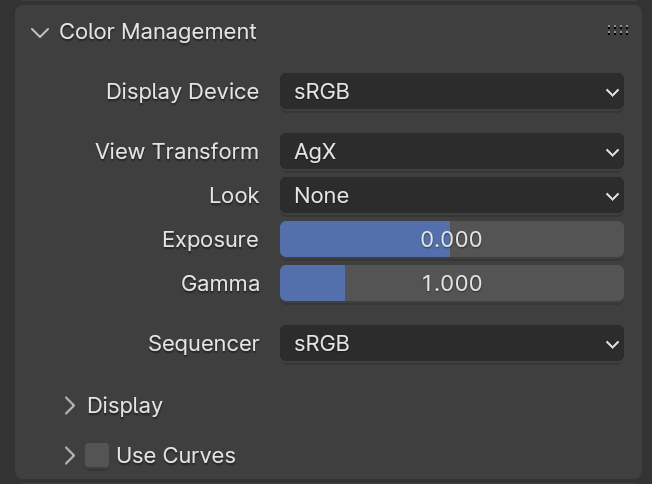 Color Management
Display Device sRGB
View Transform AgX
Look None
Exposure 0.000
Gamma 1.000
Sequencer sRGB
Display
Use Curves